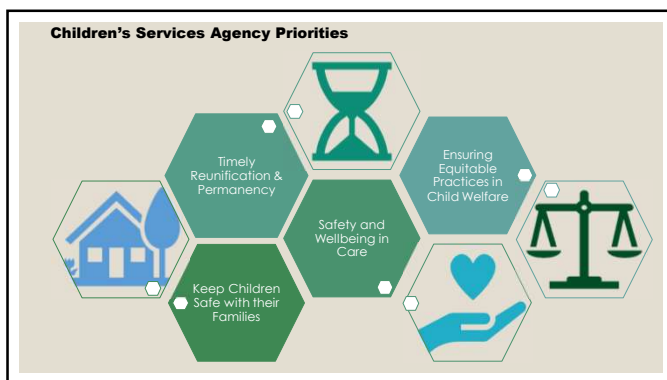 Children's Services Agency Priorities
Timely
Reunification &
Permanency
Ensuring
Equitable
Practices in
Child Welfare
Safety and
Wellbeing in
Care
Keep Children
Safe with their
Families